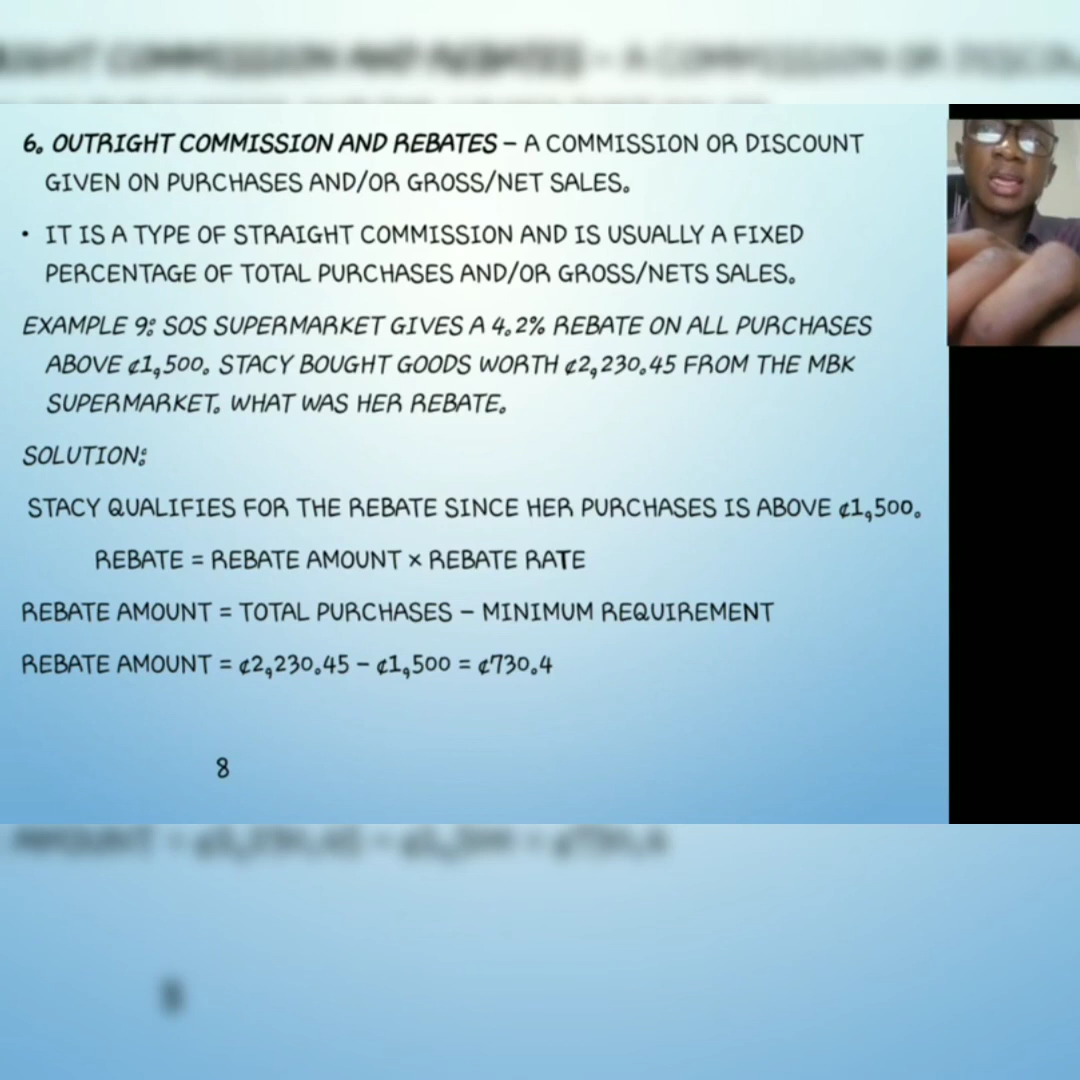 6. OUTRIGHT COMMISSION AND REBATES – A COMMISSION OR DISCOUNT
GIVEN ON PURCHASES AND/OR GROSS/NET SALES.
• IT IS A TYPE OF STRAIGHT COMMISSION AND IS USUALLY A FIXED
PERCENTAGE OF TOTAL PURCHASES AND/OR GROSS/NETS SALES.
EXAMPLE 9: SOS SUPERMARKET GIVES A 4.2% REBATE ON ALL PURCHASES
ABOVE ¢1,500. STACY BOUGHT GOODS WORTH ¢2,230.45 FROM THE MBK
SUPERMARKET. WHAT WAS HER REBATE.
SOLUTION:
STACY QUALIFIES FOR THE REBATE SINCE HER PURCHASES IS ABOVE ¢1,500.
REBATE = REBATE AMOUNT × REBATE RATE
REBATE AMOUNT = TOTAL PURCHASES – MINIMUM REQUIREMENT
REBATE AMOUNT = ¢2,230.45 – ¢1,500 = ¢730.4
8